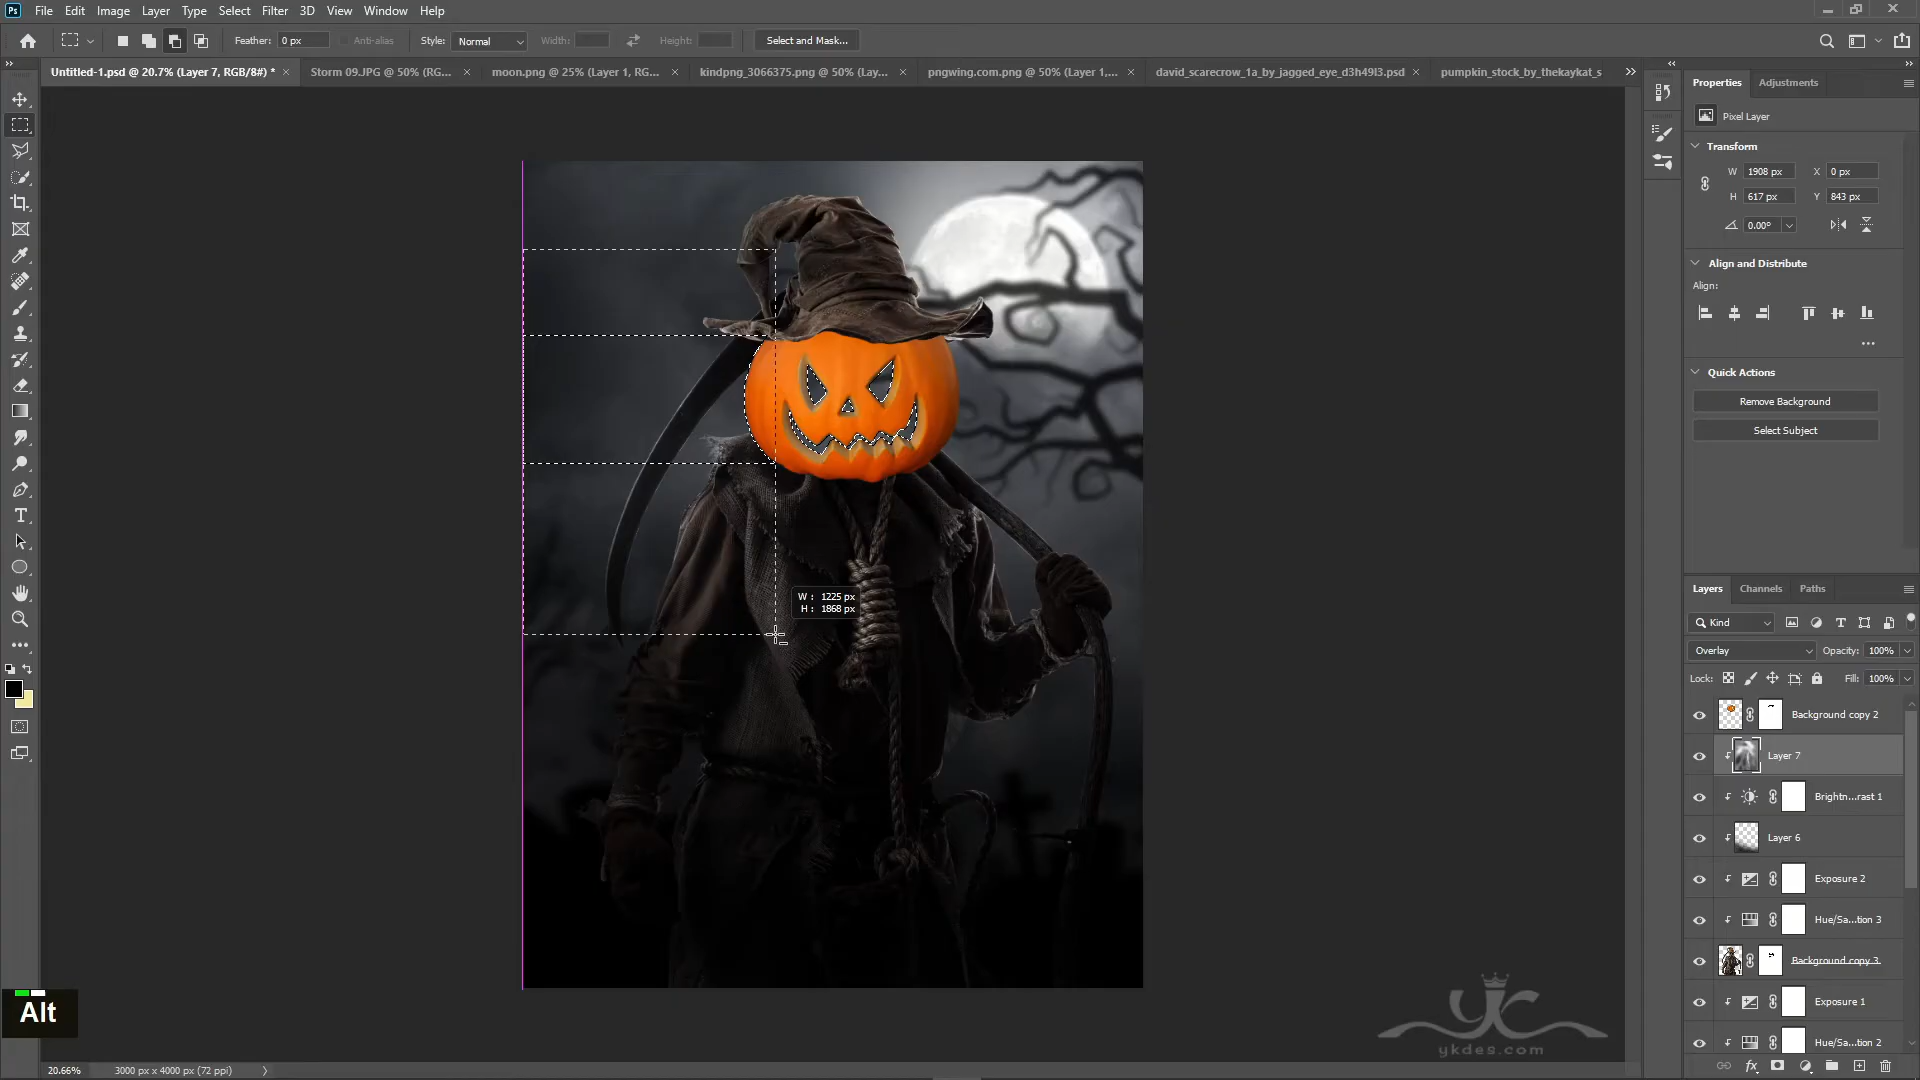 Ps File Edit Image Layer Type Select Filter 3D View Window Help
Feather: 0 px Anti-alias Style: Normal Width: Height: Select and Mask...
Untitled-1.psd @ 20.7% (Layer 7, RGB/8#) * Storm 09.JPG @ 50% (RG... moon.png @ 25% (Layer 1, RG... kindpng_3066375.png @ 50% (Lay... pngwing.com.png @ 50% (Layer 1,... david_scarecrow_1a_by_jagged_eye_d3h49l3.psd pumpkin_stock_by_thekaykat_s
Properties Adjustments
Pixel Layer
Transform
W 1908 px X 0 px
H 617 px Y 843 px
0.00°
Align and Distribute
Align:
Quick Actions
Remove Background
Select Subject
W : 1225 px
H : 1868 px
Layers Channels Paths
Kind
Overlay Opacity: 100%
Lock: Fill: 100%
Background copy 2
Layer 7
Brightn...rast 1
Layer 6
Exposure 2
Hue/Sa...tion 3
Background copy 3
Exposure 1
Hue/Sa...tion 2
Alt
ykdes.com
20.66% 3000 px x 4000 px (72 ppi)